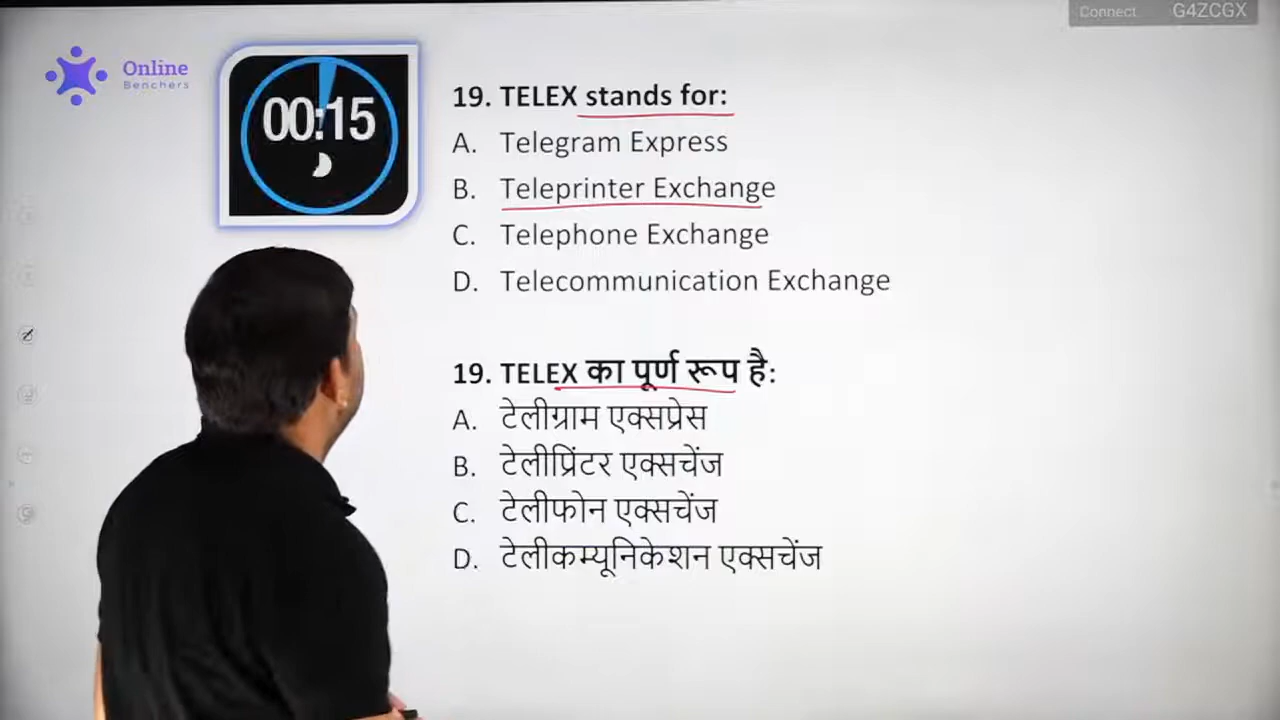 Connect G4ZCGX
Online
Benchers
00:15
19. TELEX stands for:
A. Telegram Express
B. Teleprinter Exchange
C. Telephone Exchange
D. Telecommunication Exchange
19. TELEX का पूर्ण रूप है:
A. टेलीग्राम एक्सप्रेस
B. टेलीप्रिंटर एक्सचेंज
C. टेलीफोन एक्सचेंज
D. टेलीकम्यूनिकेशन एक्सचेंज